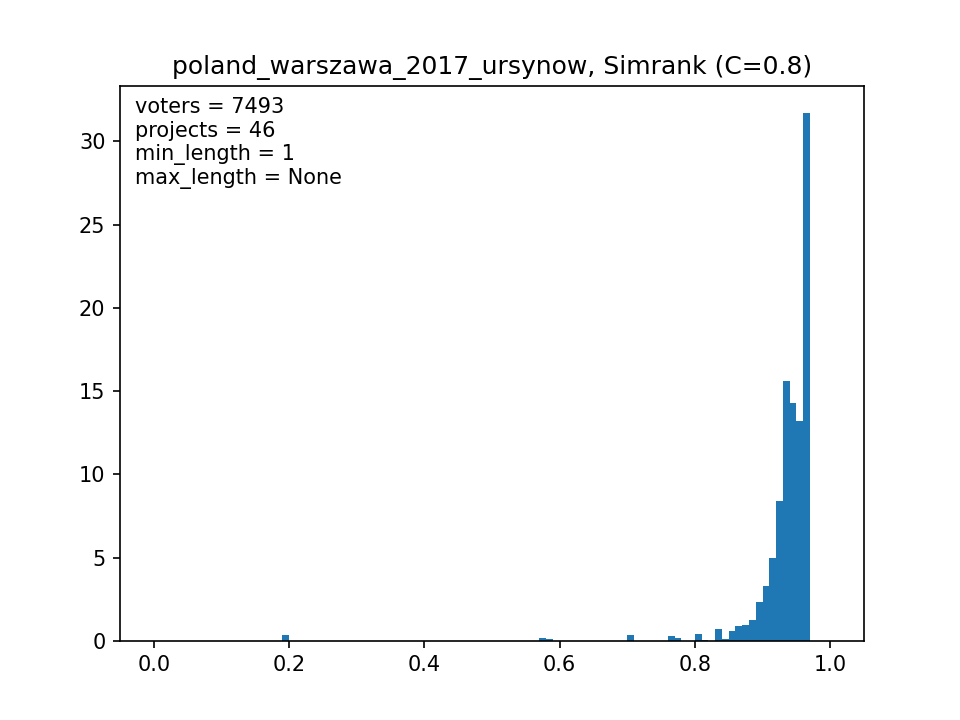 poland_warszawa_2017_ursynow, Simrank (C=0.8)
voters = 7493
projects = 46
min_length = 1
max_length = None
30
25
20
15
10
5
0
0.0 0.2 0.4 0.6 0.8 1.0